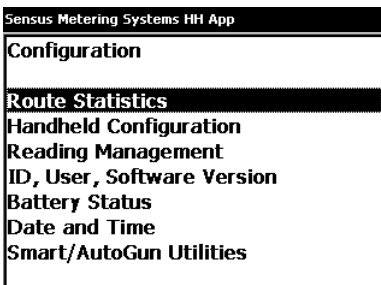 Sensus Metering Systems HH App
Configuration
Route Statistics
Handheld Configuration
Reading Management
ID, User, Software Version
Battery Status
Date and Time
Smart/AutoGun Utilities